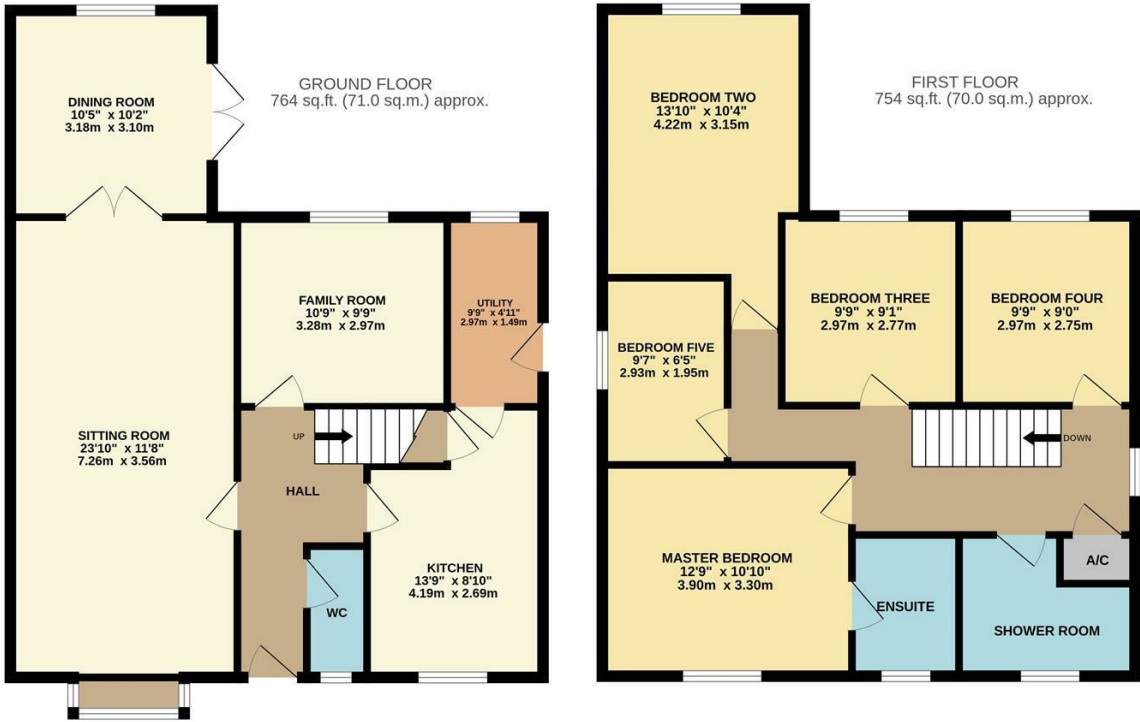 GROUND FLOOR
764 sq.ft. (71.0 sq.m.) approx.
DINING ROOM
10'5" x 10'2"
3.18m x 3.10m
FAMILY ROOM
10'9" x 9'9"
3.28m x 2.97m
UTILITY
9'9" x 4'11"
2.97m x 1.49m
SITTING ROOM
23'10" x 11'8"
7.26m x 3.56m
UP
HALL
KITCHEN
13'9" x 8'10"
4.19m x 2.69m
WC
FIRST FLOOR
754 sq.ft. (70.0 sq.m.) approx.
BEDROOM TWO
13'10" x 10'4"
4.22m x 3.15m
BEDROOM THREE
9'9" x 9'1"
2.97m x 2.77m
BEDROOM FOUR
9'9" x 9'0"
2.97m x 2.75m
BEDROOM FIVE
9'7" x 6'5"
2.93m x 1.95m
DOWN
MASTER BEDROOM
12'9" x 10'10"
3.90m x 3.30m
ENSUITE
A/C
SHOWER ROOM